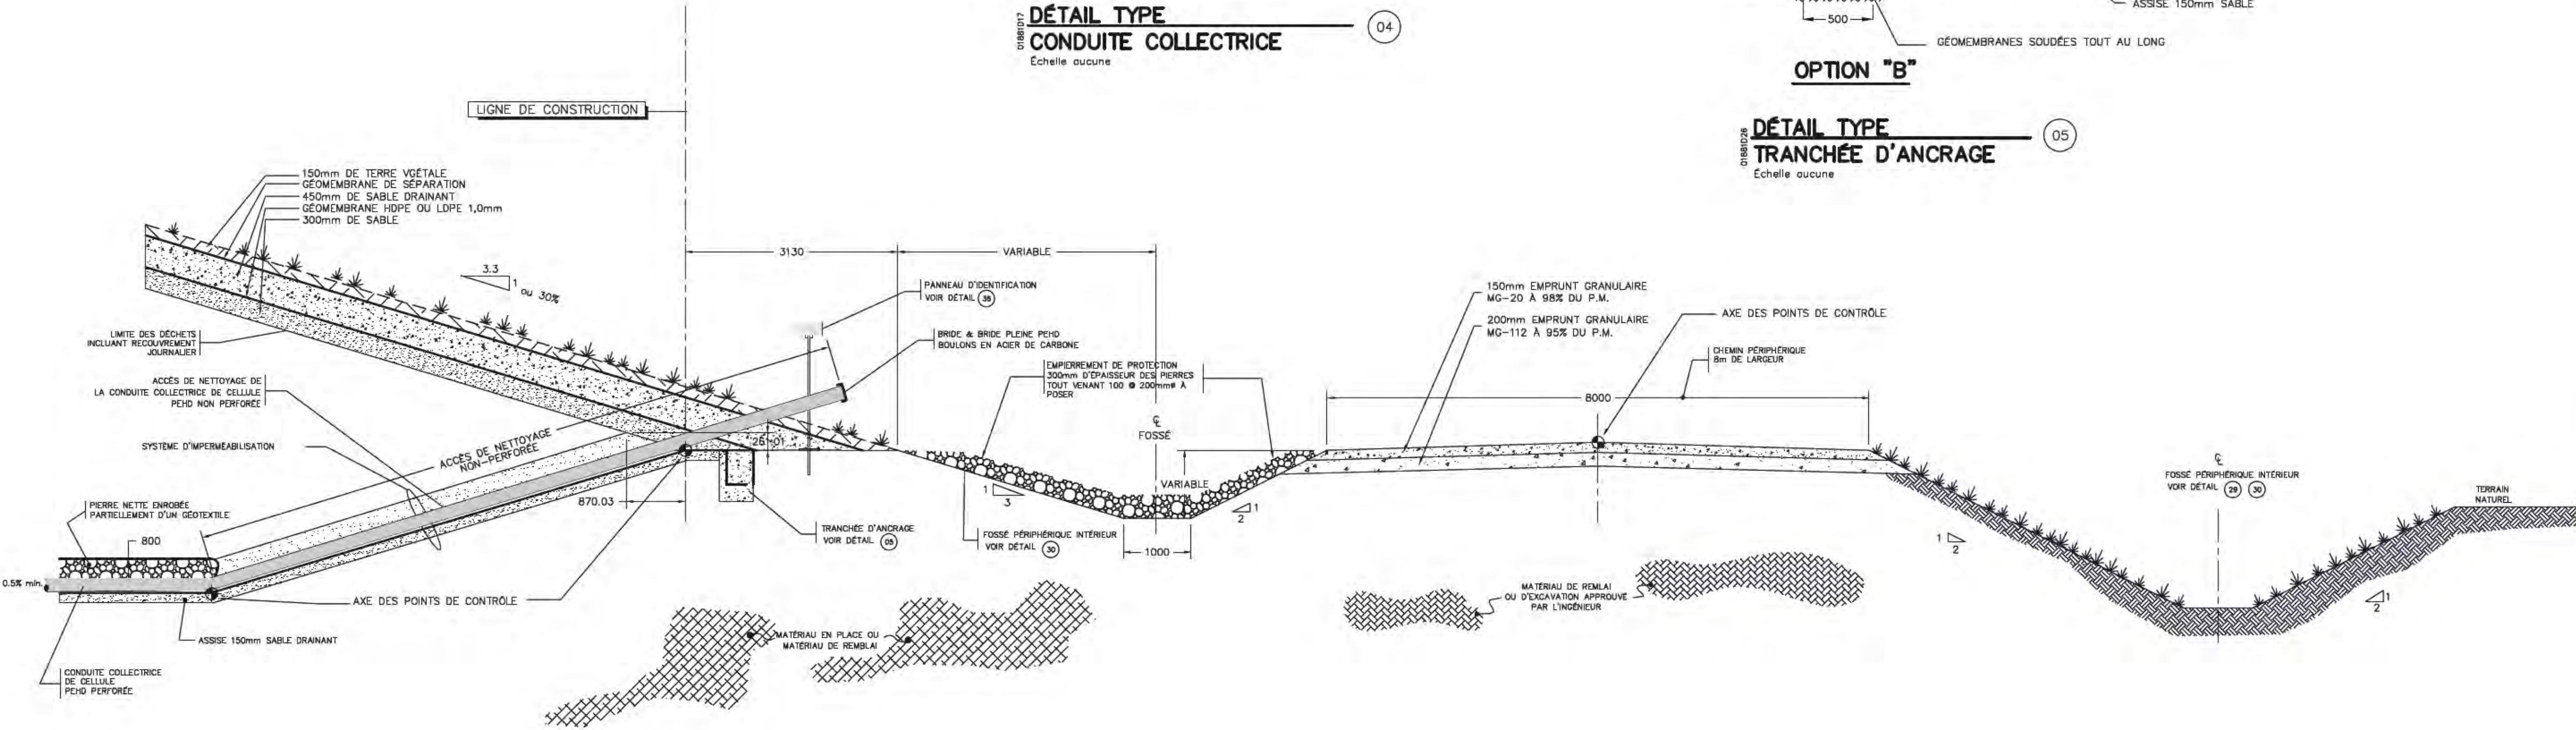 01881D17
DÉTAIL TYPE
CONDUITE COLLECTRICE
Échelle aucune
04
500
ASSISE 150mm SABLE
GÉOMEMBRANES SOUDÉES TOUT AU LONG
OPTION "B"
01881D26
DÉTAIL TYPE
TRANCHÉE D'ANCRAGE
Échelle aucune
05
LIGNE DE CONSTRUCTION
150mm DE TERRE VGÉTALE
GÉOMEMBRANE DE SÉPARATION
450mm DE SABLE DRAINANT
GÉOMEMBRANE HDPE OU LDPE 1,0mm
300mm DE SABLE
3.3
1
ou 30%
3130
VARIABLE
PANNEAU D'IDENTIFICATION
VOIR DÉTAIL 38
BRIDE & BRIDE PLEINE PEHD
BOULONS EN ACIER DE CARBONE
LIMITE DES DÉCHETS
INCLUANT RECOUVREMENT
JOURNALIER
ACCÈS DE NETTOYAGE DE
LA CONDUITE COLLECTRICE DE CELLULE
PEHD NON PERFORÉE
SYSTÈME D'IMPERMÉABILISATION
ACCÈS DE NETTOYAGE
NON-PERFORÉE
870.03
PIERRE NETTE ENROBÉE
PARTIELLEMENT D'UN GÉOTEXTILE
800
0.5% min.
AXE DES POINTS DE CONTRÔLE
ASSISE 150mm SABLE DRAINANT
CONDUITE COLLECTRICE
DE CELLULE
PEHD PERFORÉE
TRANCHÉE D'ANCRAGE
VOIR DÉTAIL 05
EMPIERREMENT DE PROTECTION
300mm D'ÉPAISSEUR DES PIERRES
TOUT VENANT 100 @ 200mmø À
POSER
FOSSÉ
VARIABLE
1
3
1
2
1000
FOSSÉ PÉRIPHÉRIQUE INTÉRIEUR
VOIR DÉTAIL 30
MATÉRIAU EN PLACE OU
MATÉRIAU DE REMBLAI
150mm EMPRUNT GRANULAIRE
MG-20 À 98% DU P.M.
200mm EMPRUNT GRANULAIRE
MG-112 À 95% DU P.M.
AXE DES POINTS DE CONTRÔLE
CHEMIN PÉRIPHÉRIQUE
8m DE LARGEUR
8000
MATÉRIAU DE REMLAI
OU D'EXCAVATION APPROUVÉ
PAR L'INGÉNIEUR
1
2
FOSSÉ PÉRIPHÉRIQUE INTÉRIEUR
VOIR DÉTAIL 29 30
1
2
TERRAIN
NATUREL